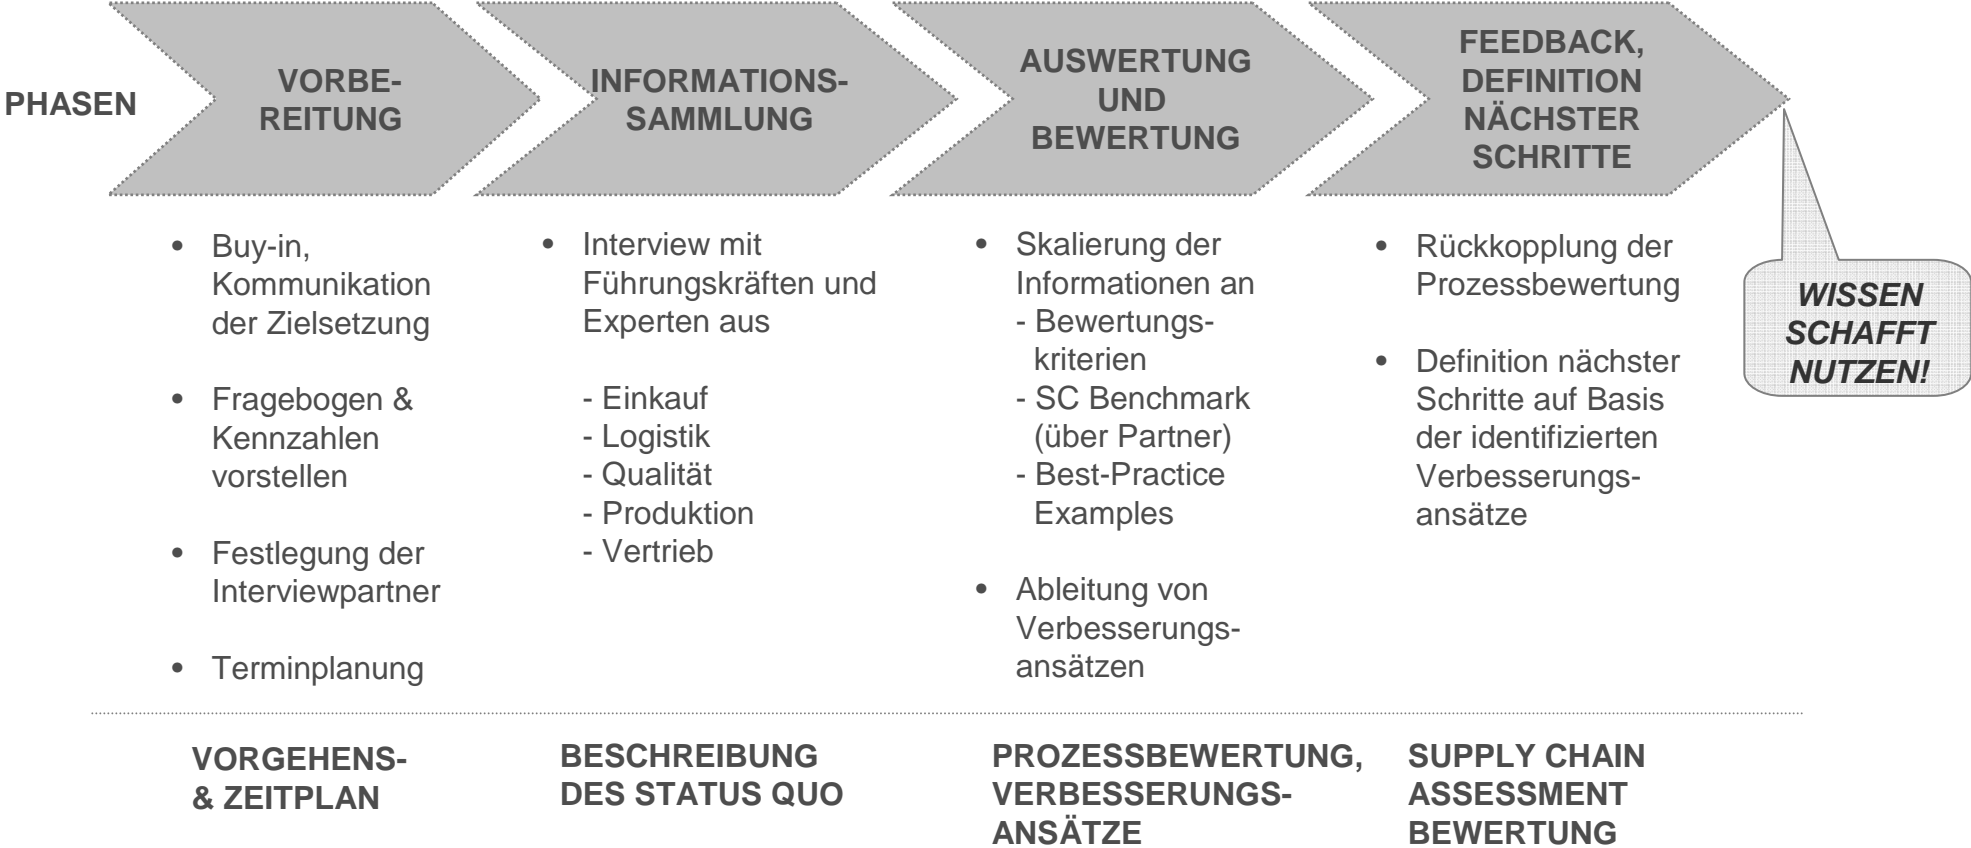 PHASEN
VORBE-
REITUNG
INFORMATIONS-
SAMMLUNG
AUSWERTUNG
UND
BEWERTUNG
FEEDBACK,
DEFINITION
NÄCHSTER
SCHRITTE
WISSEN
SCHAFFT
NUTZEN!
• Buy-in,
Kommunikation
der Zielsetzung
• Fragebogen &
Kennzahlen
vorstellen
• Festlegung der
Interviewpartner
• Terminplanung
• Interview mit
Führungskräften und
Experten aus
- Einkauf
- Logistik
- Qualität
- Produktion
- Vertrieb
• Skalierung der
Informationen an
- Bewertungs-
kriterien
- SC Benchmark
(über Partner)
- Best-Practice
Examples
• Ableitung von
Verbesserungs-
ansätzen
• Rückkopplung der
Prozessbewertung
• Definition nächster
Schritte auf Basis
der identifizierten
Verbesserungs-
ansätze
VORGEHENS-
& ZEITPLAN
BESCHREIBUNG
DES STATUS QUO
PROZESSBEWERTUNG,
VERBESSERUNGS-
ANSÄTZE
SUPPLY CHAIN
ASSESSMENT
BEWERTUNG